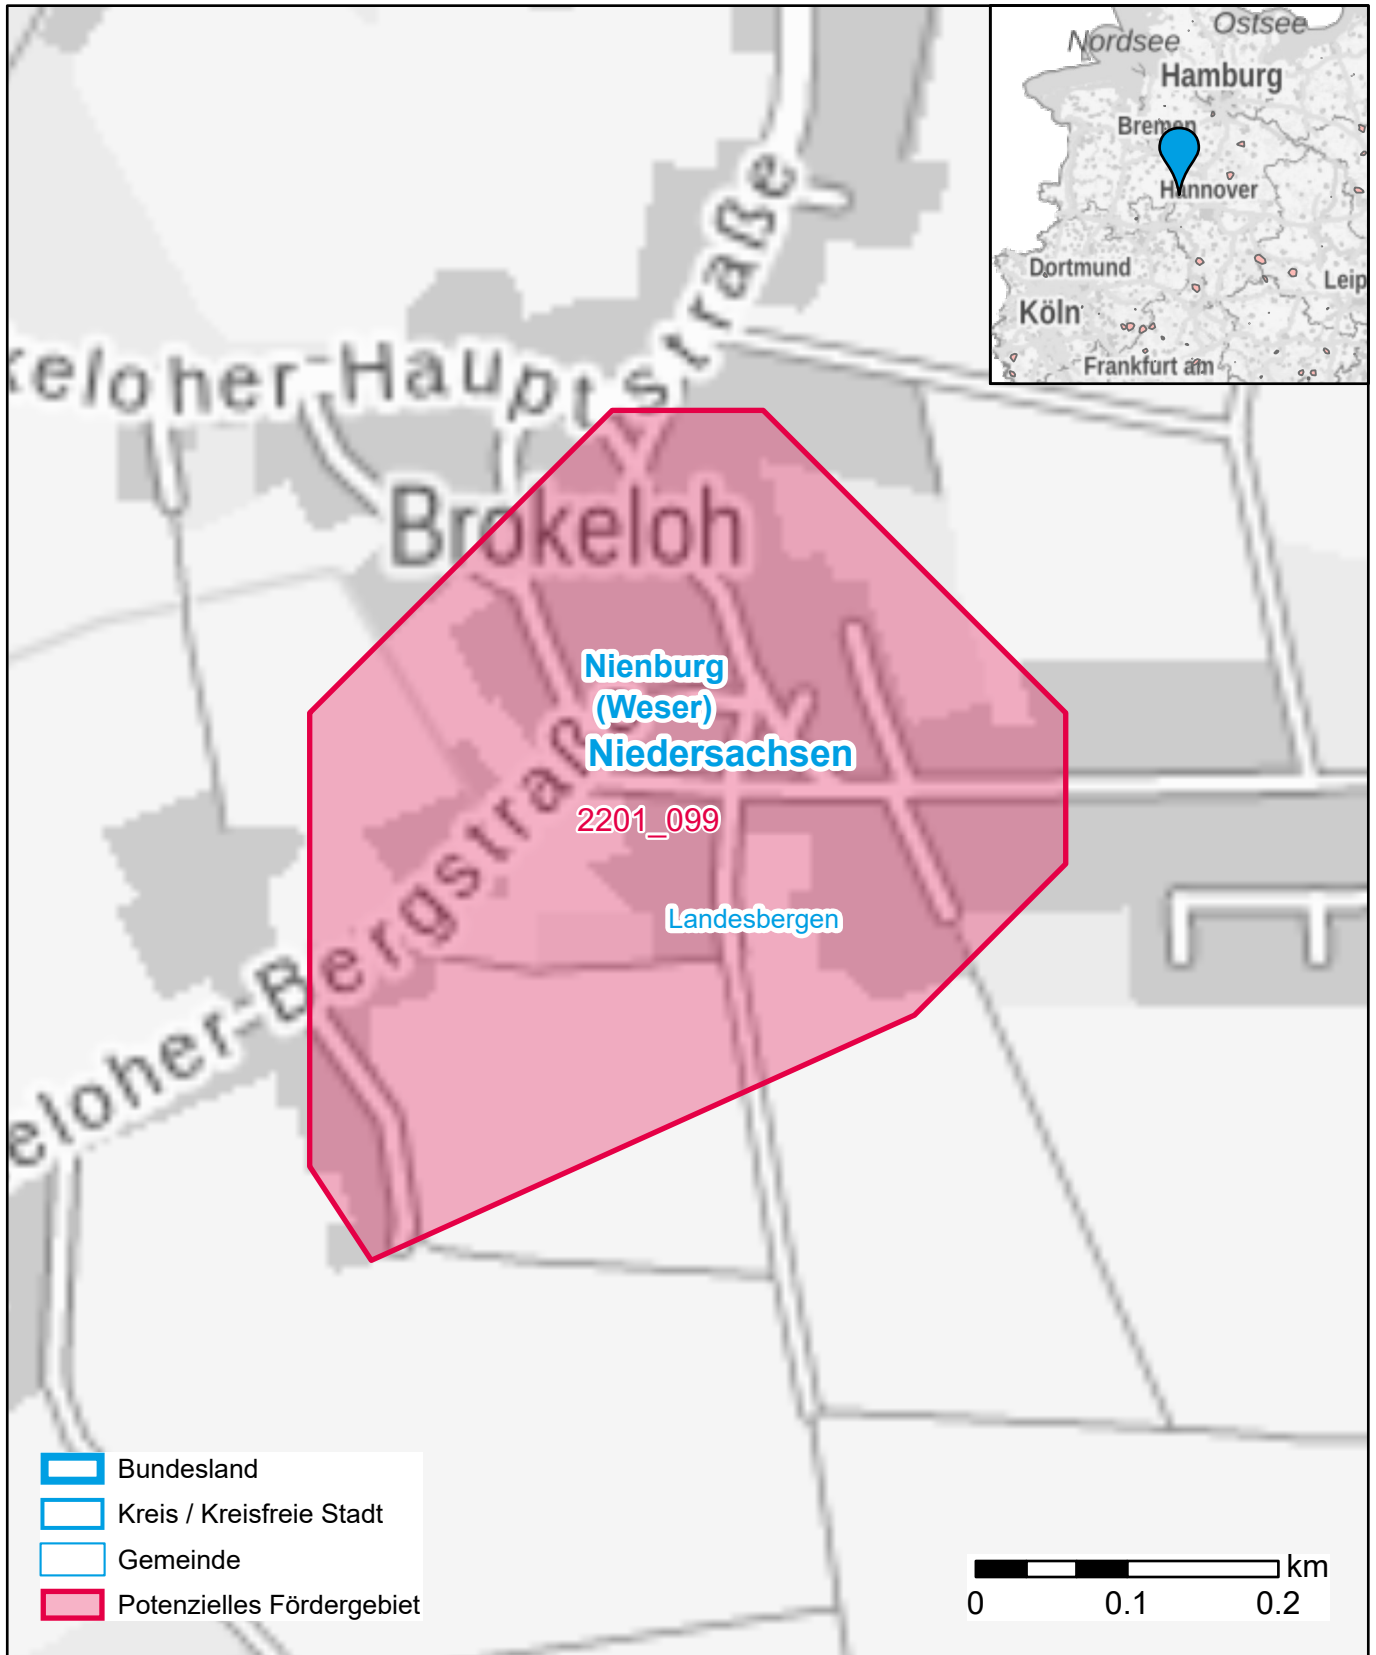 Nordsee
Ostsee
Hamburg
Bremen
Hannover
Dortmund
Leip
Köln
Frankfurt am
keloher-Hauptstraße
Brokeloh
Nienburg
(Weser)
Niedersachsen
2201_099
Landesbergen
eloher-Bergstraße
Bundesland
Kreis / Kreisfreie Stadt
Gemeinde
Potenzielles Fördergebiet
km
0 0.1 0.2